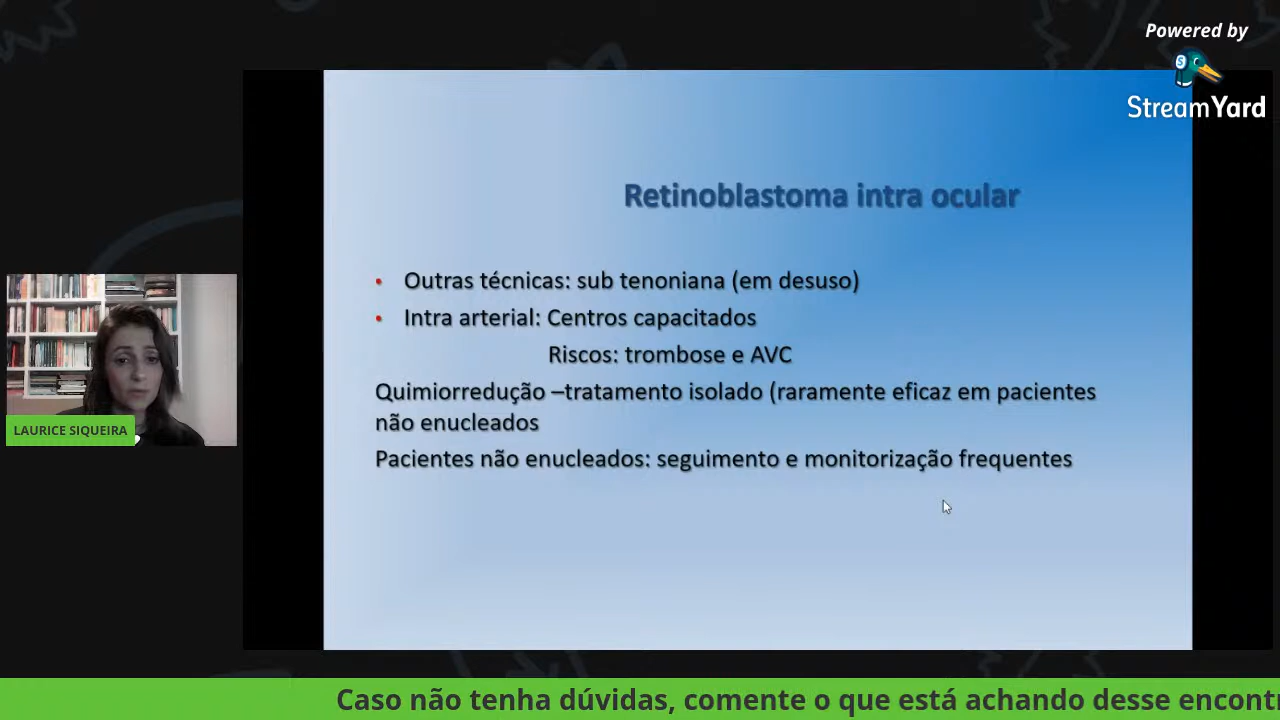 Powered by
StreamYard
Retinoblastoma intra ocular
• Outras técnicas: sub tenoniana (em desuso)
• Intra arterial: Centros capacitados
Riscos: trombose e AVC
Quimiorredução –tratamento isolado (raramente eficaz em pacientes
não enucleados
Pacientes não enucleados: seguimento e monitorização frequentes
LAURICE SIQUEIRA
Caso não tenha dúvidas, comente o que está achando desse encont